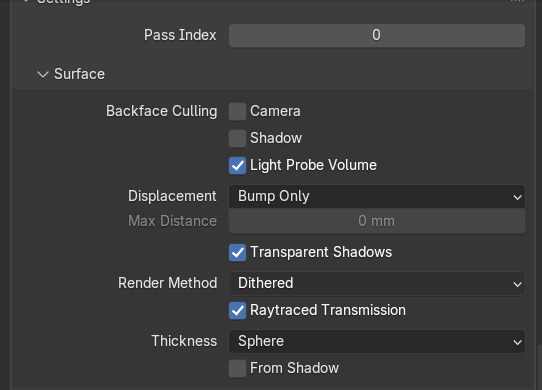 Settings
Pass Index 0
Surface
Backface Culling Camera
Shadow
Light Probe Volume
Displacement Bump Only
Max Distance 0 mm
Transparent Shadows
Render Method Dithered
Raytraced Transmission
Thickness Sphere
From Shadow